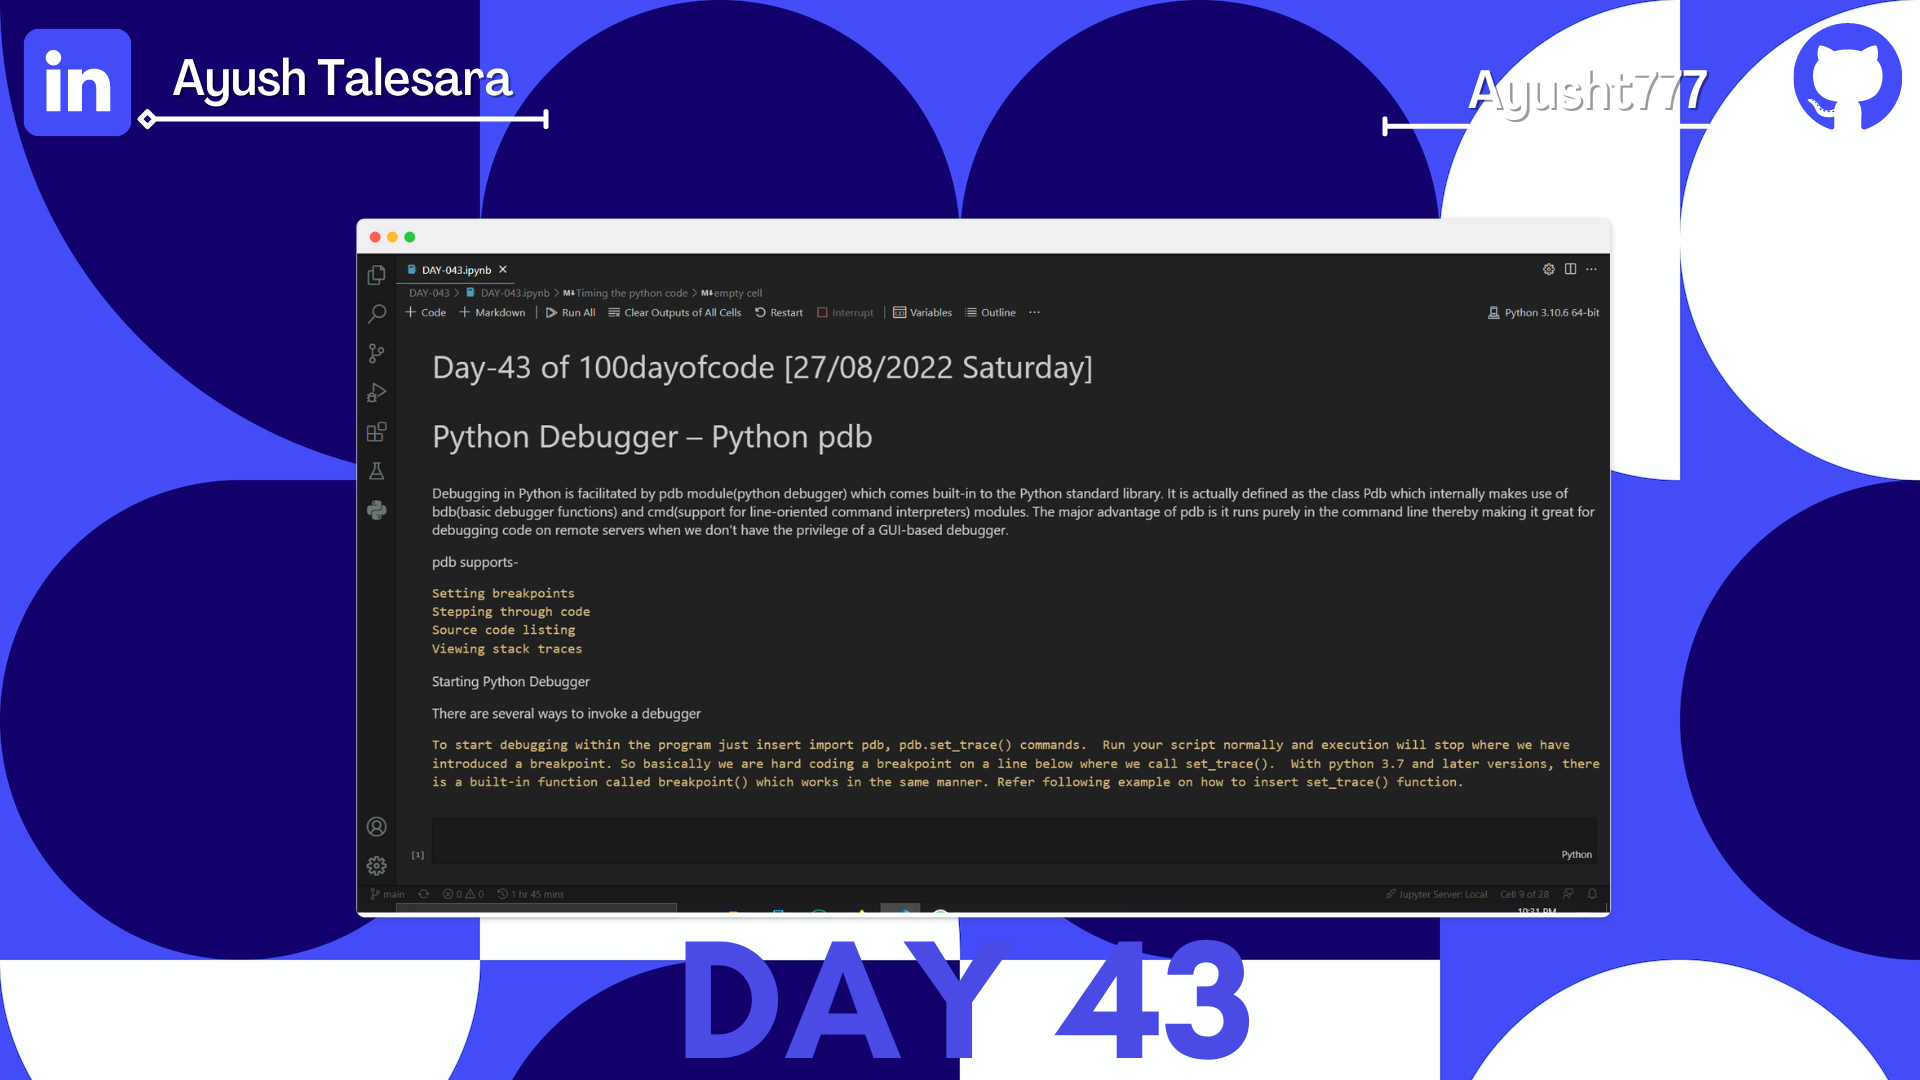 in
Ayush Talesara
Ayusht777
DAY-043.ipynb
DAY-043 > DAY-043.ipynb > M↓Timing the python code > M↓empty cell
+ Code + Markdown | Run All Clear Outputs of All Cells Restart Interrupt | Variables Outline ...
Python 3.10.6 64-bit
Day-43 of 100dayofcode [27/08/2022 Saturday]
Python Debugger – Python pdb
Debugging in Python is facilitated by pdb module(python debugger) which comes built-in to the Python standard library. It is actually defined as the class Pdb which internally makes use of
bdb(basic debugger functions) and cmd(support for line-oriented command interpreters) modules. The major advantage of pdb is it runs purely in the command line thereby making it great for
debugging code on remote servers when we don't have the privilege of a GUI-based debugger.
pdb supports-
Setting breakpoints
Stepping through code
Source code listing
Viewing stack traces
Starting Python Debugger
There are several ways to invoke a debugger
To start debugging within the program just insert import pdb, pdb.set_trace() commands.  Run your script normally and execution will stop where we have
introduced a breakpoint. So basically we are hard coding a breakpoint on a line below where we call set_trace().  With python 3.7 and later versions, there
is a built-in function called breakpoint() which works in the same manner. Refer following example on how to insert set_trace() function.
[1]
Python
main 0 0 1 hr 45 mins
Jupyter Server: Local Cell 9 of 28
10:31 PM
DAY 43